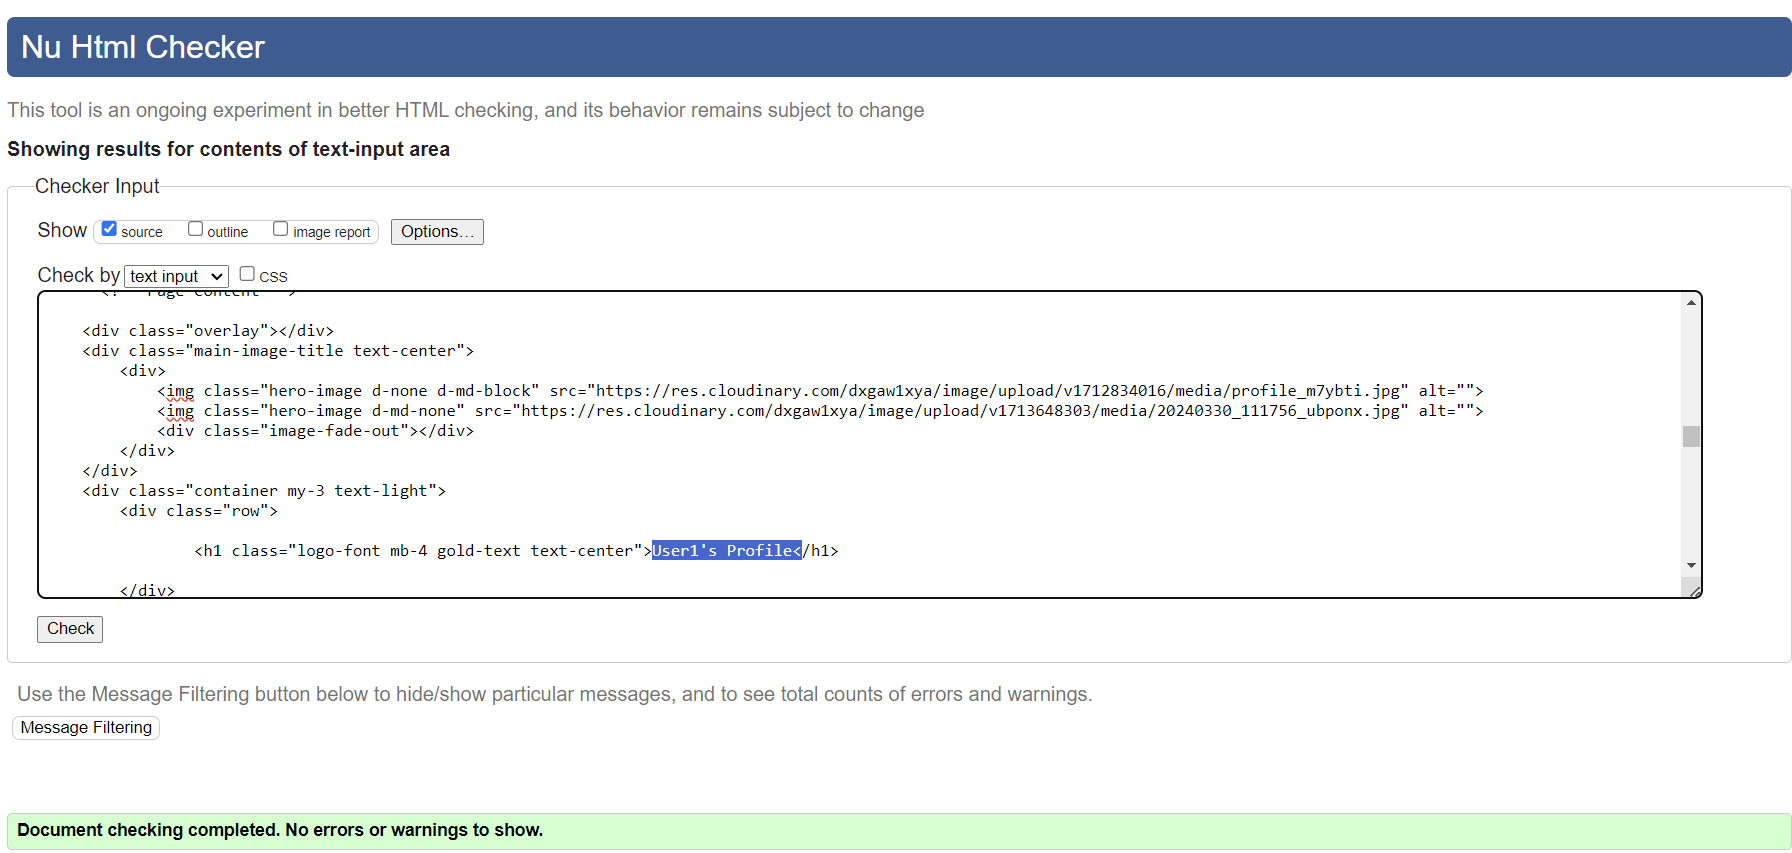 Nu Html Checker
This tool is an ongoing experiment in better HTML checking, and its behavior remains subject to change
Showing results for contents of text-input area
Checker Input
Show source outline image report Options…
Check by text input CSS
<!-- Page Content -->
<div class="overlay"></div>
<div class="main-image-title text-center">
<div>
<img class="hero-image d-none d-md-block" src="https://res.cloudinary.com/dxgaw1xya/image/upload/v1712834016/media/profile_m7ybti.jpg" alt="">
<img class="hero-image d-md-none" src="https://res.cloudinary.com/dxgaw1xya/image/upload/v1713648303/media/20240330_111756_ubponx.jpg" alt="">
<div class="image-fade-out"></div>
</div>
</div>
<div class="container my-3 text-light">
<div class="row">
<h1 class="logo-font mb-4 gold-text text-center">User1's Profile</h1>
</div>
Check
Use the Message Filtering button below to hide/show particular messages, and to see total counts of errors and warnings.
Message Filtering
Document checking completed. No errors or warnings to show.